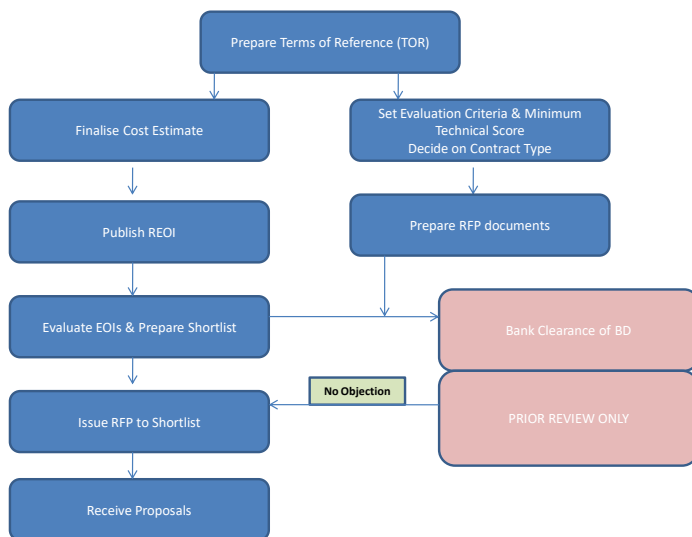 Prepare Terms of Reference (TOR)
Finalise Cost Estimate
Set Evaluation Criteria & Minimum
Technical Score
Decide on Contract Type
Publish REOI
Prepare RFP documents
Evaluate EOIs & Prepare Shortlist
Bank Clearance of BD
No Objection
Issue RFP to Shortlist
PRIOR REVIEW ONLY
Receive Proposals